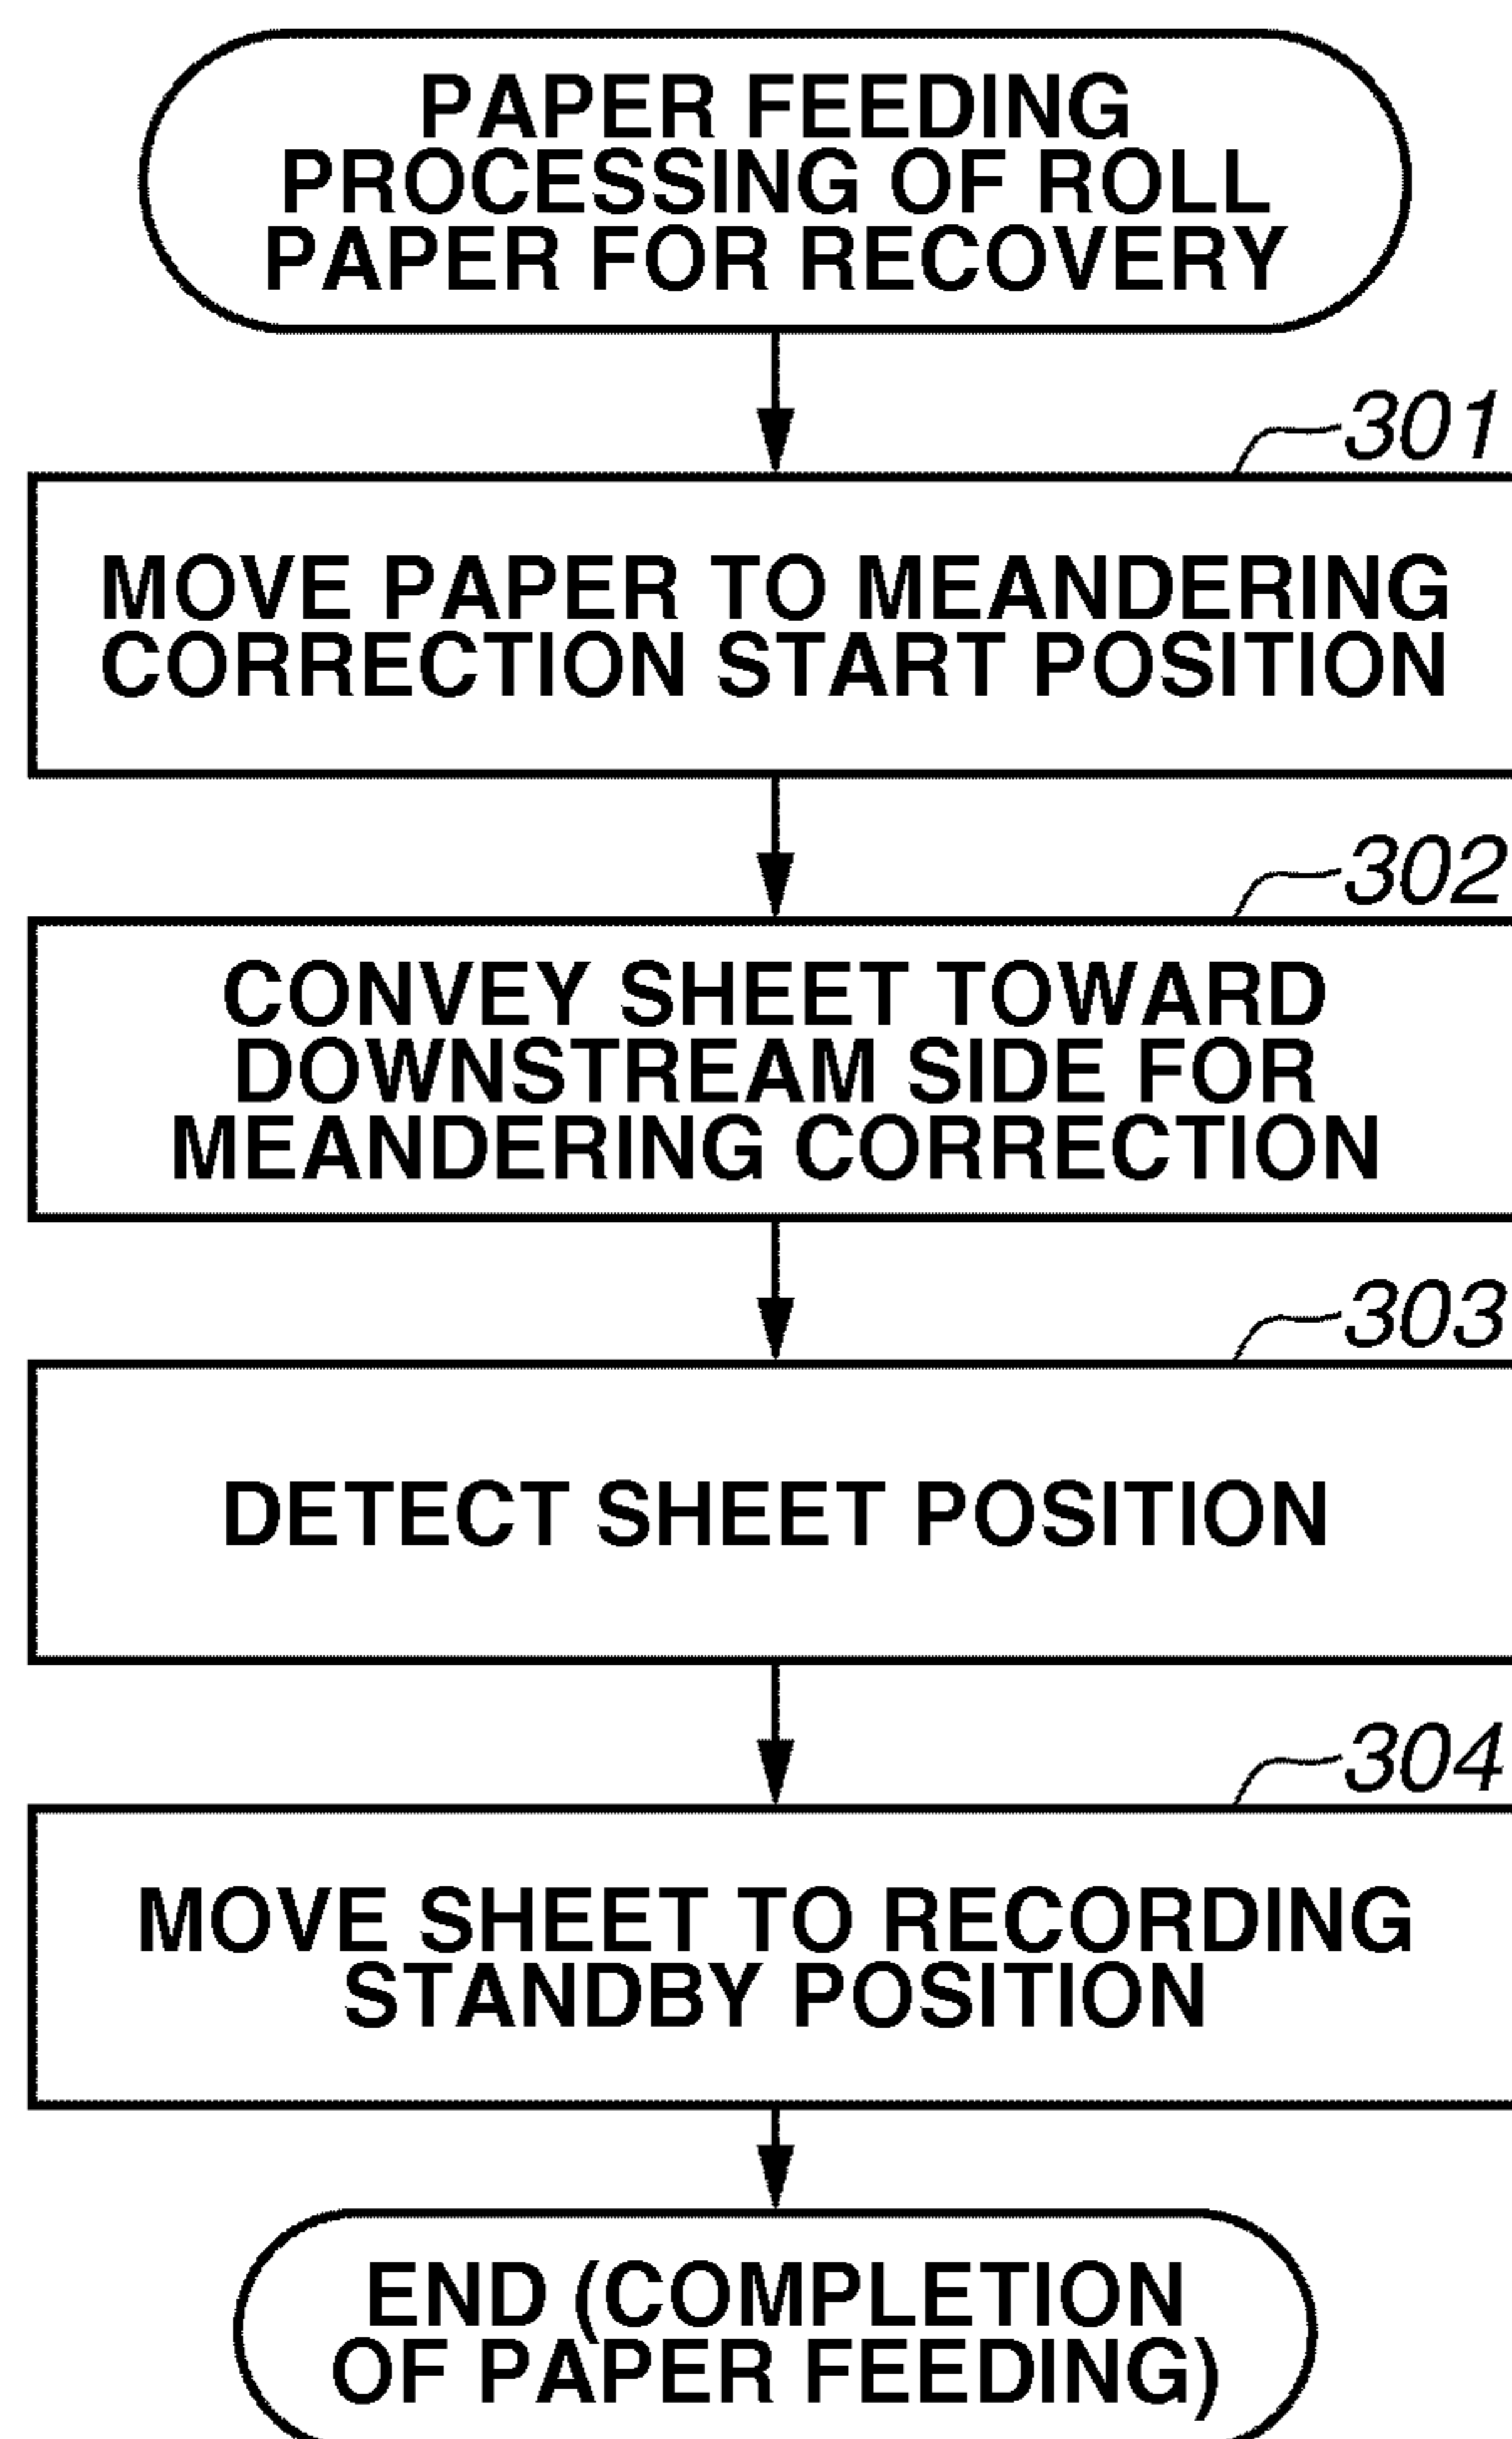 PAPER FEEDING
PROCESSING OF ROLL
PAPER FOR RECOVERY
301
MOVE PAPER TO MEANDERING
CORRECTION START POSITION
302
CONVEY SHEET TOWARD
DOWNSTREAM SIDE FOR
MEANDERING CORRECTION
303
DETECT SHEET POSITION
304
MOVE SHEET TO RECORDING
STANDBY POSITION
END (COMPLETION
OF PAPER FEEDING)